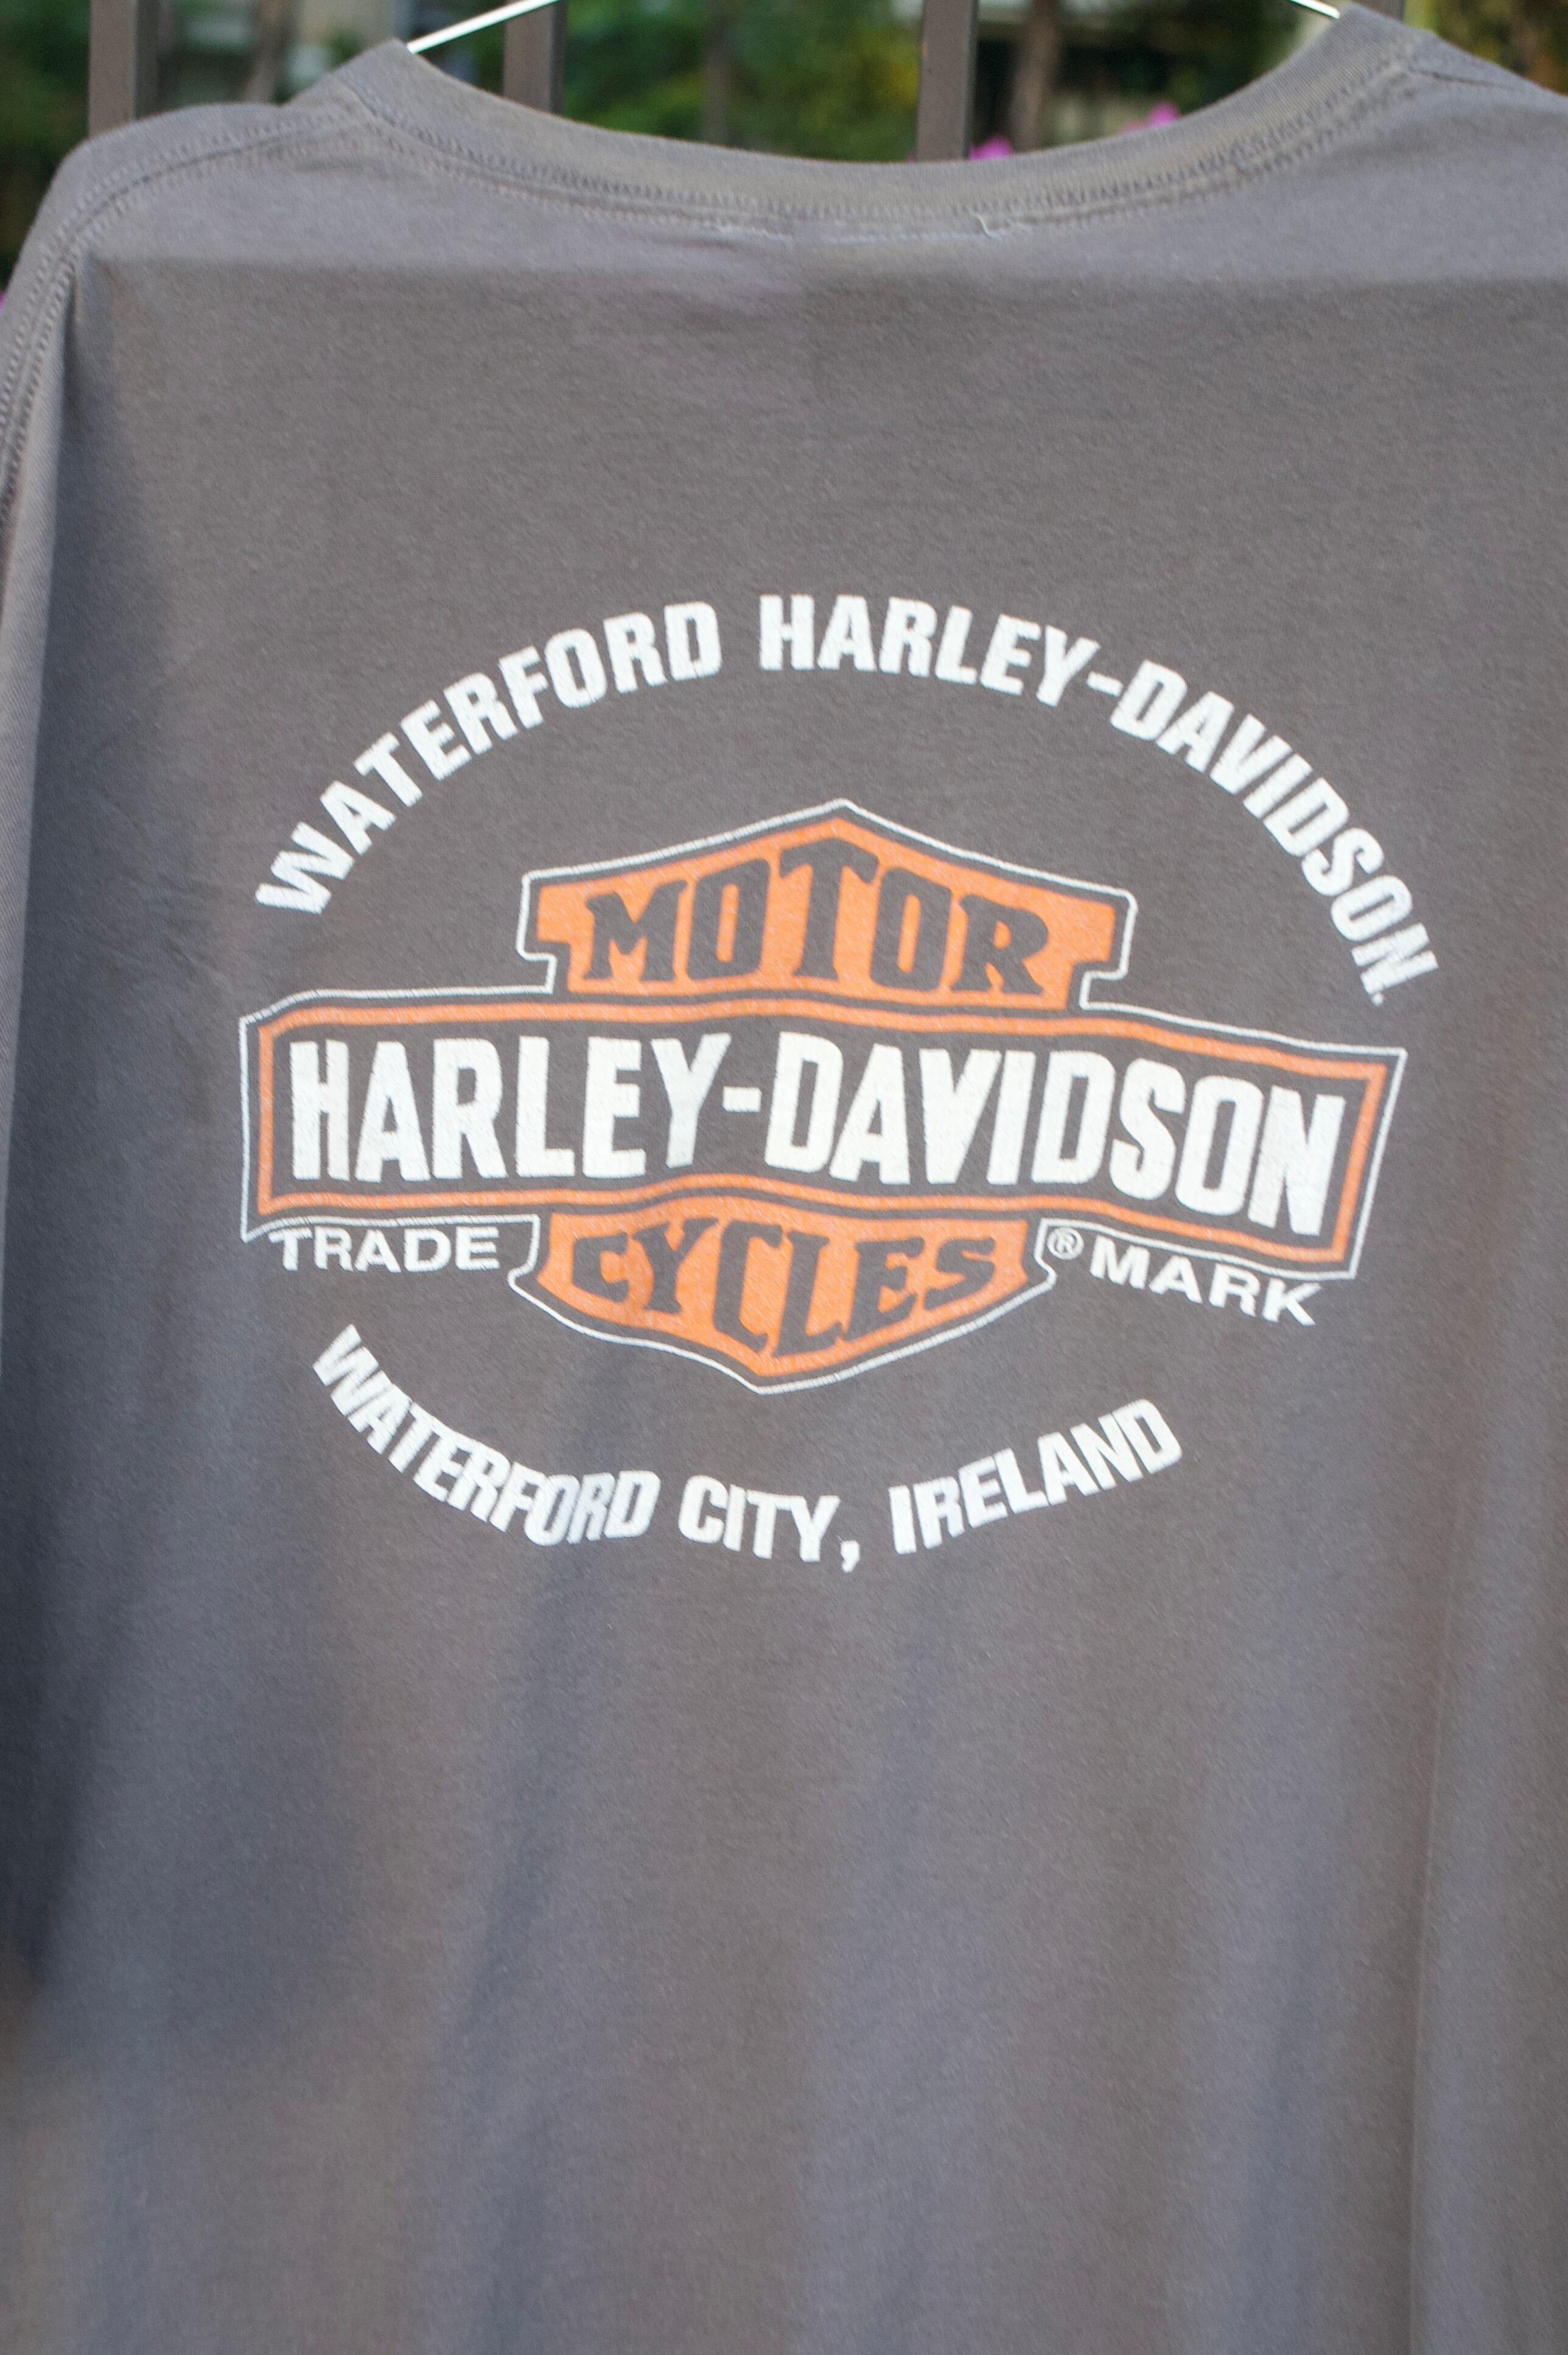 WATERFORD HARLEY-DAVIDSON
MOTOR
HARLEY-DAVIDSON
CYCLES
TRADE ® MARK
WATERFORD CITY, IRELAND